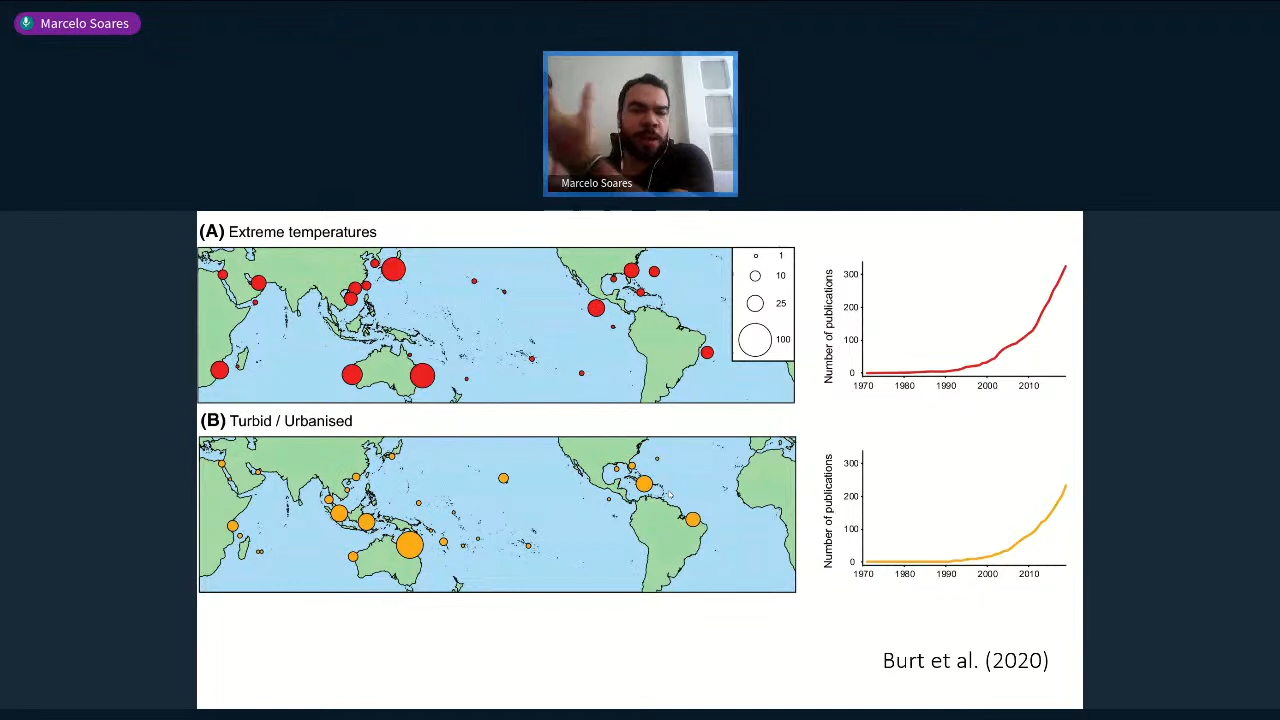 Marcelo Soares
Marcelo Soares
(A) Extreme temperatures
1
10
25
100
Number of publications
300
200
100
0
1970 1980 1990 2000 2010
(B) Turbid / Urbanised
Number of publications
300
200
100
0
1970 1980 1990 2000 2010
Burt et al. (2020)